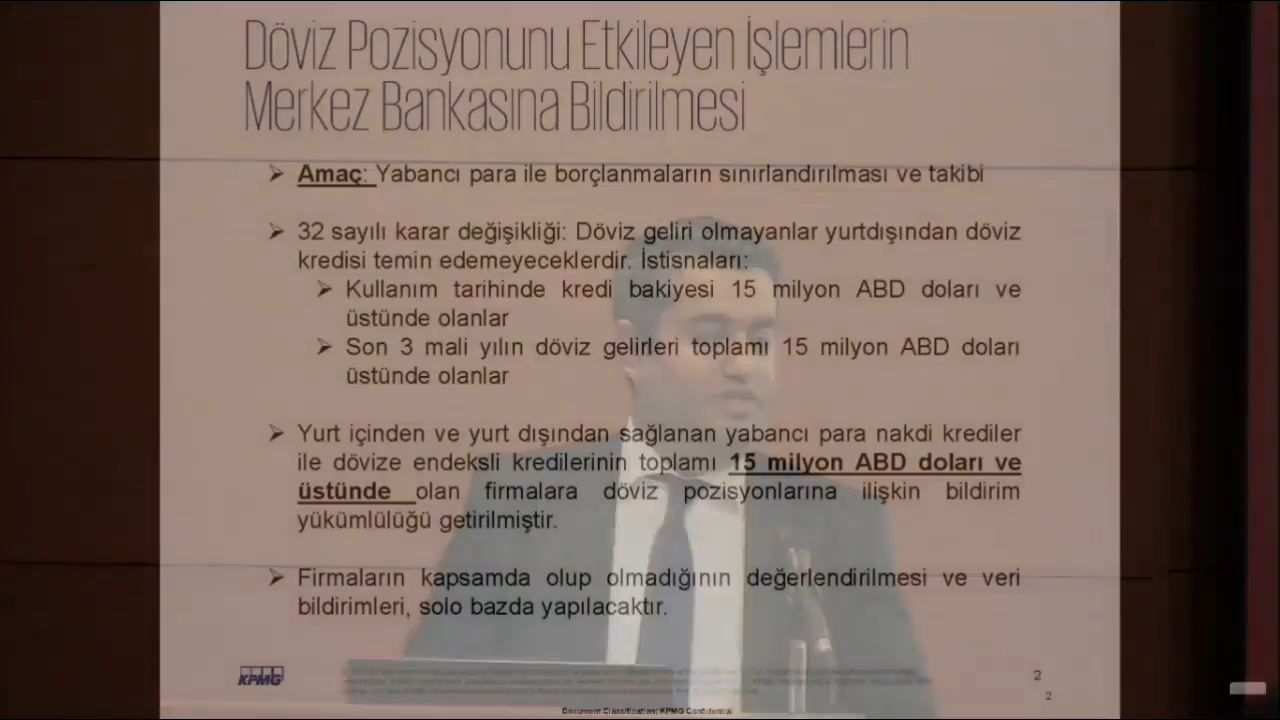 Döviz Pozisyonunu Etkileyen İşlemlerin
Merkez Bankasına Bildirilmesi
➢ Amaç: Yabancı para ile borçlanmaların sınırlandırılması ve takibi
➢ 32 sayılı karar değişikliği: Döviz geliri olmayanlar yurtdışından döviz
kredisi temin edemeyeceklerdir. İstisnaları:
➢ Kullanım tarihinde kredi bakiyesi 15 milyon ABD doları ve
üstünde olanlar
➢ Son 3 mali yılın döviz gelirleri toplamı 15 milyon ABD doları
üstünde olanlar
➢ Yurt içinden ve yurt dışından sağlanan yabancı para nakdi krediler
ile dövize endeksli kredilerinin toplamı 15 milyon ABD doları ve
üstünde olan firmalara döviz pozisyonlarına ilişkin bildirim
yükümlülüğü getirilmiştir.
➢ Firmaların kapsamda olup olmadığının değerlendirilmesi ve veri
bildirimleri, solo bazda yapılacaktır.
KPMG
2
2
Document Classification: KPMG Confidential